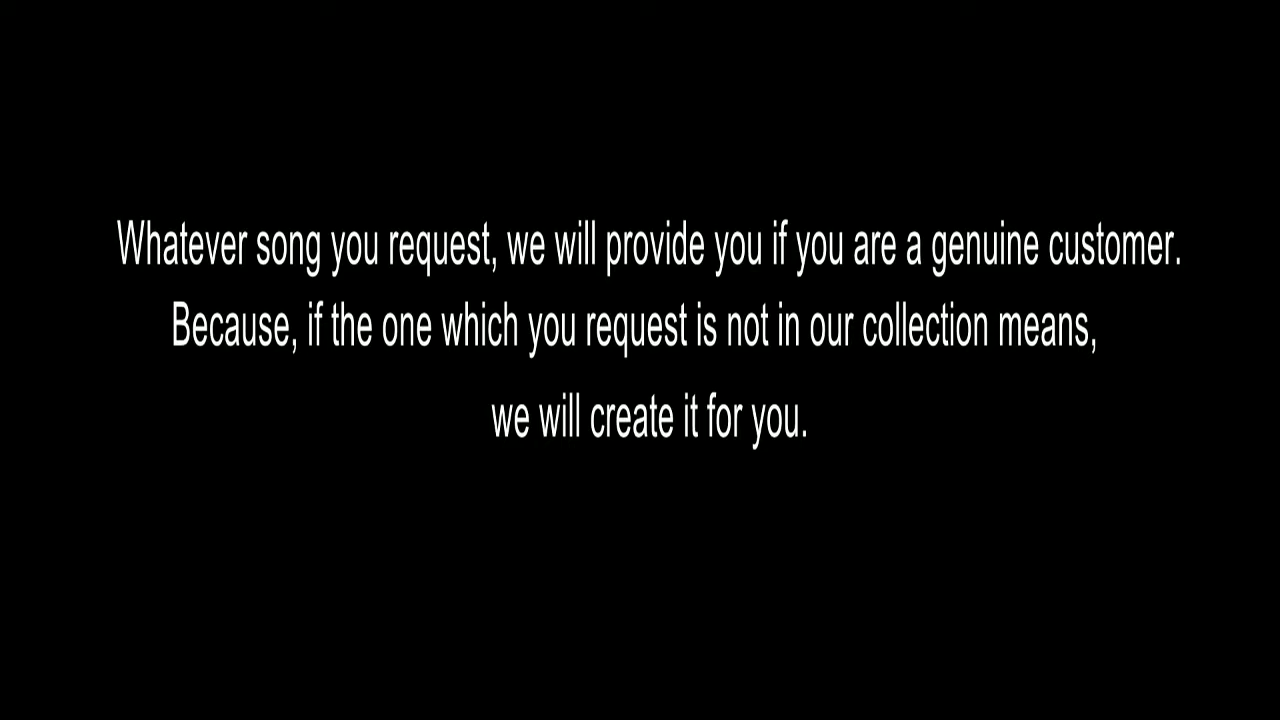 Whatever song you request, we will provide you if you are a genuine customer.
Because, if the one which you request is not in our collection means,
we will create it for you.